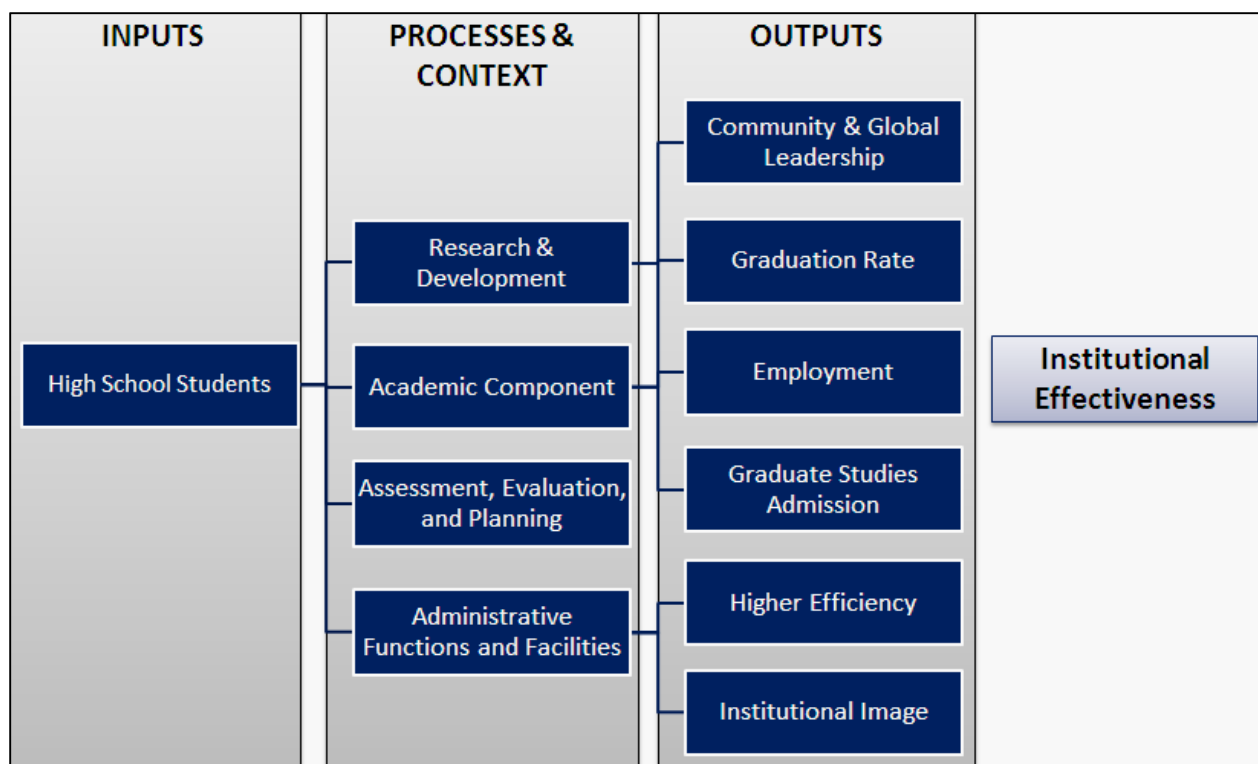 INPUTS
PROCESSES &
CONTEXT
OUTPUTS
High School Students
Research &
Development
Academic Component
Assessment, Evaluation,
and Planning
Administrative
Functions and Facilities
Community & Global
Leadership
Graduation Rate
Employment
Graduate Studies
Admission
Higher Efficiency
Institutional Image
Institutional
Effectiveness